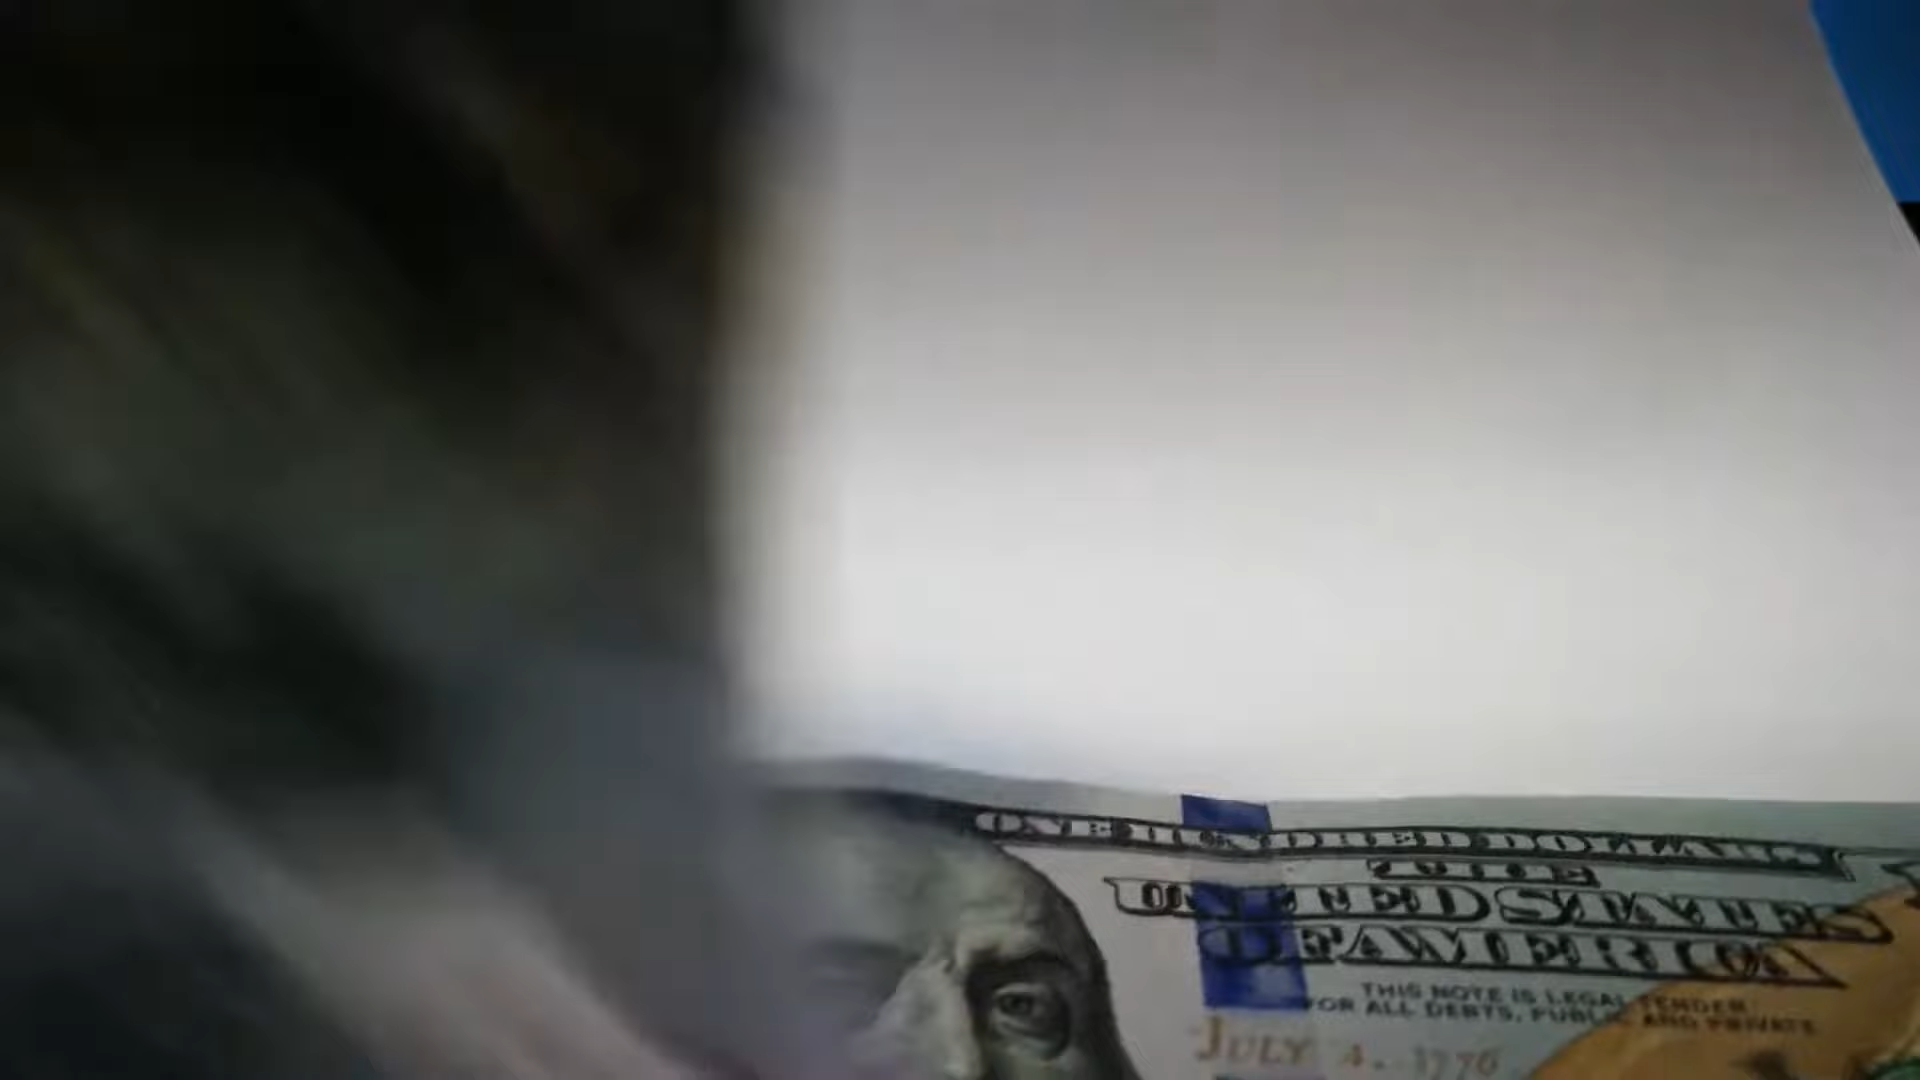 ONE HUNDRED DOLLARS
THE
UNITED STATES
OF AMERICA
THIS NOTE IS LEGAL TENDER
FOR ALL DEBTS, PUBLIC AND PRIVATE
JULY 4, 1776